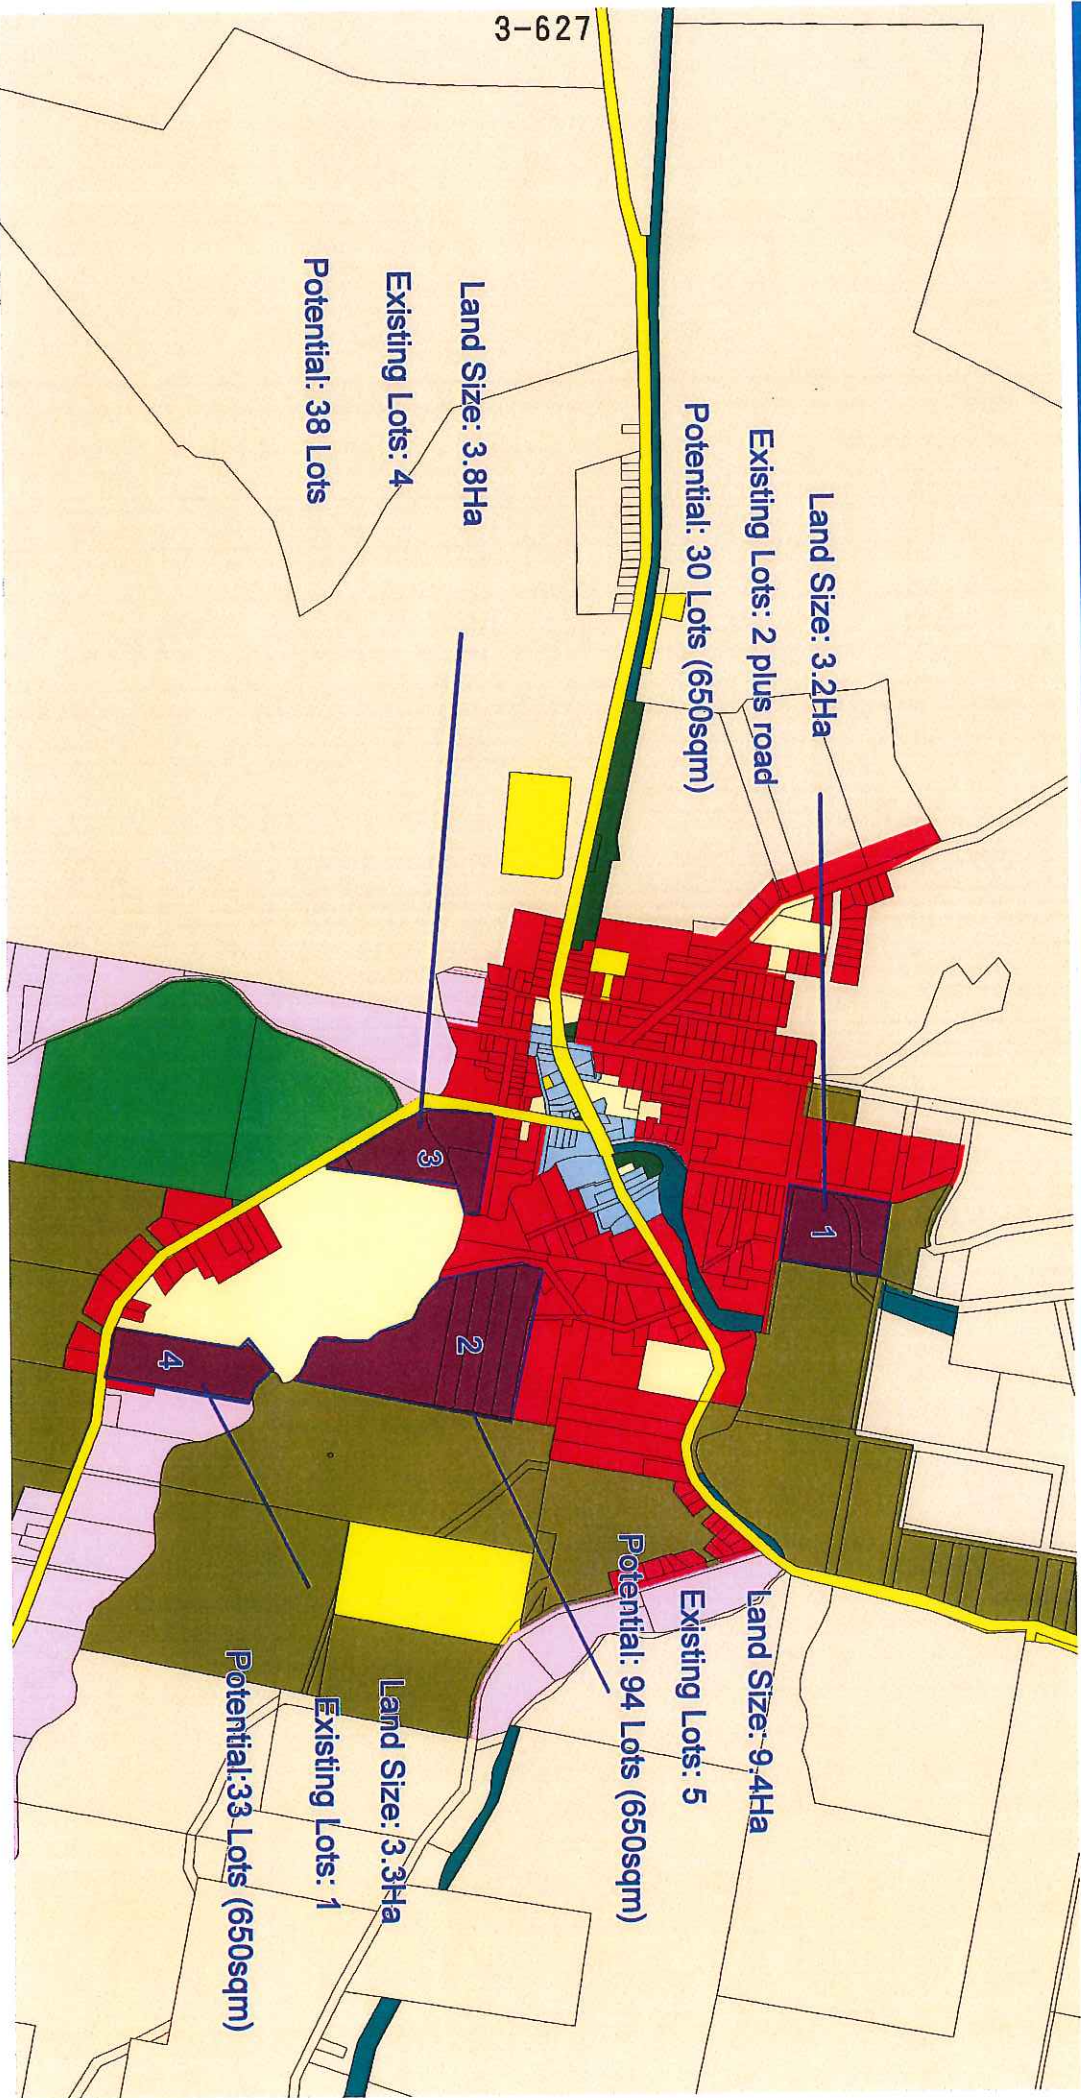 3-627
Land Size: 3.2Ha
Existing Lots: 2 plus road
Potential: 30 Lots (650sqm)
Land Size: 3.8Ha
Existing Lots: 4
Potential: 38 Lots
1
3
2
4
Land Size: 9.4Ha
Existing Lots: 5
Potential: 94 Lots (650sqm)
Land Size: 3.3Ha
Existing Lots: 1
Potential:33 Lots (650sqm)